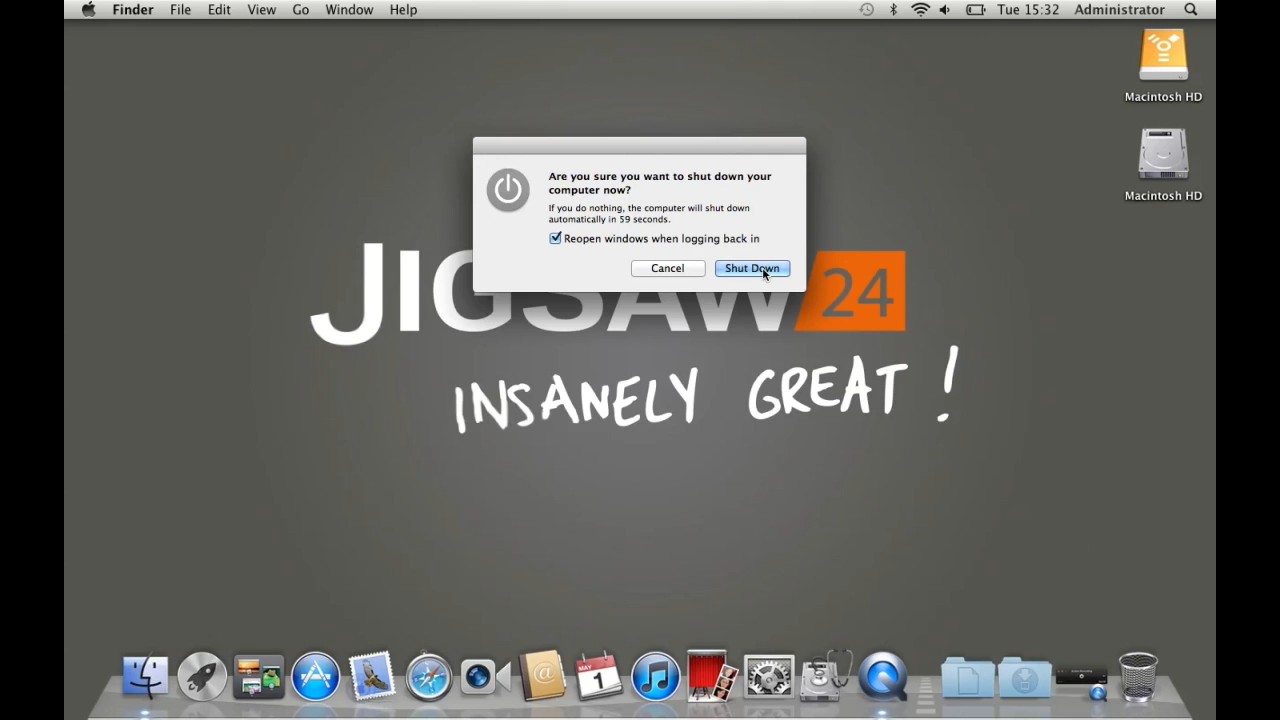 Finder File Edit View Go Window Help Tue 15:32 Administrator
Macintosh HD
Macintosh HD
Are you sure you want to shut down your
computer now?
If you do nothing, the computer will shut down
automatically in 59 seconds.
Reopen windows when logging back in
Cancel Shut Down
JIGSAW24
INSANELY GREAT!
MAY
1